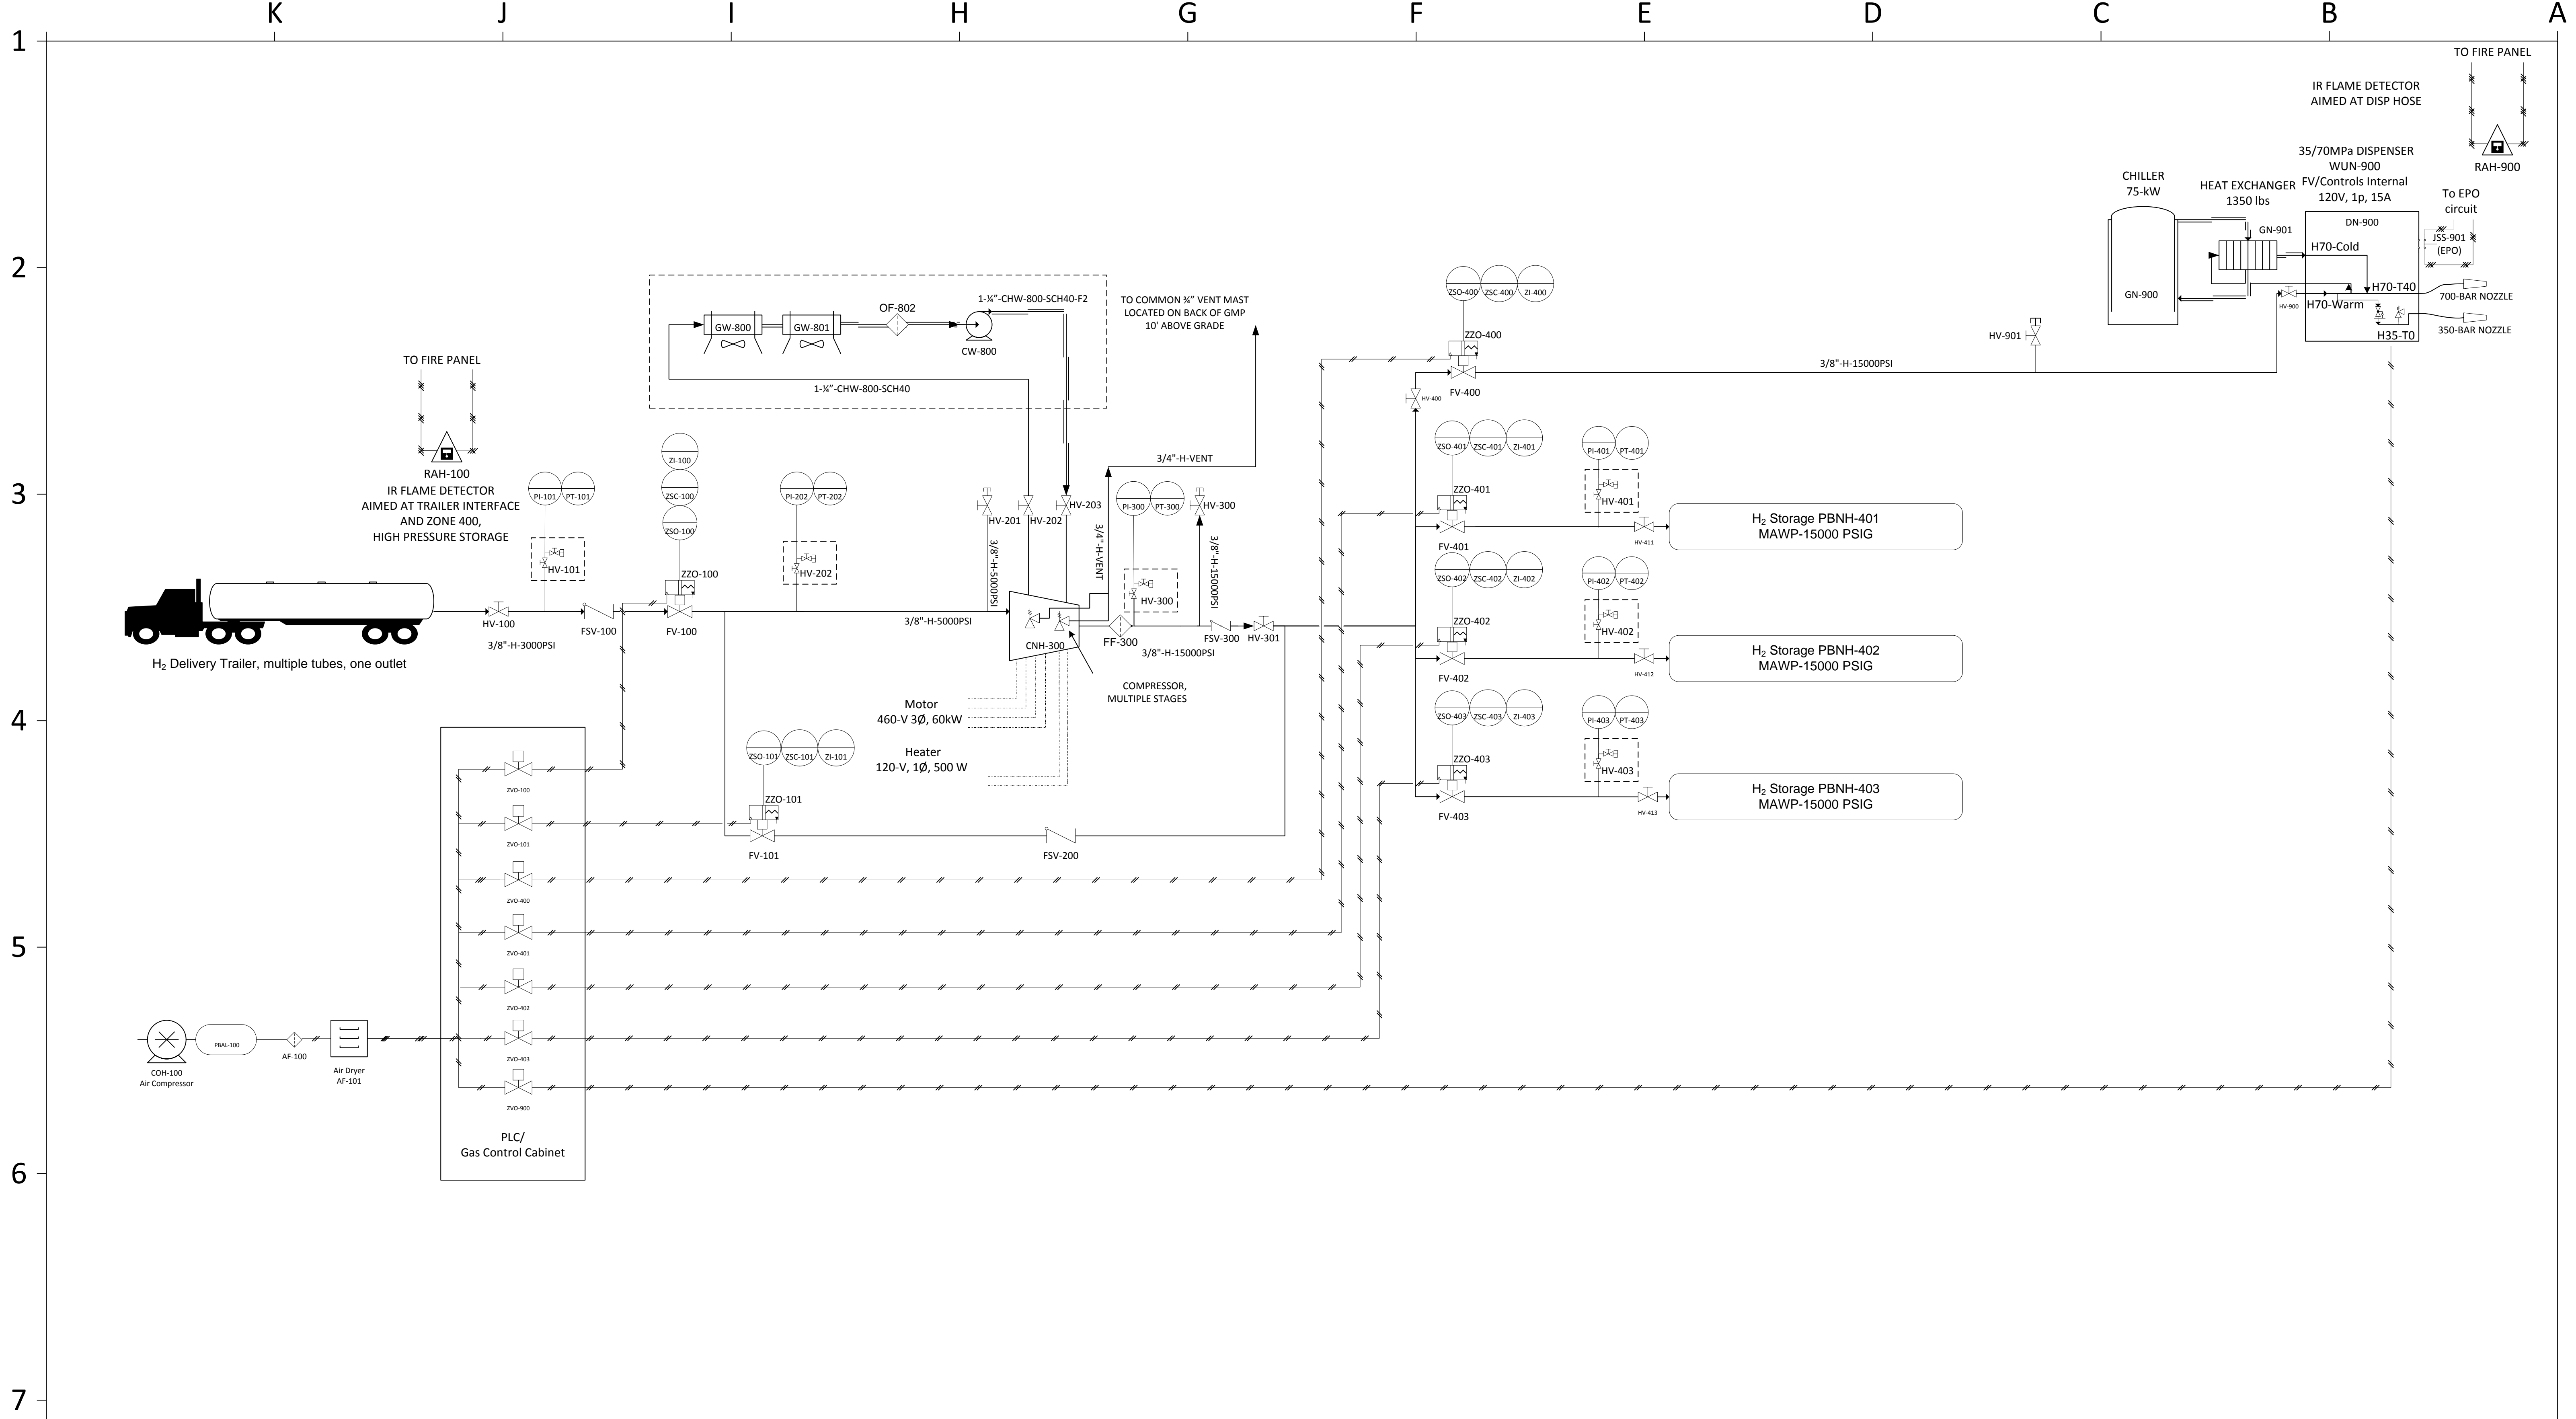 K J I H G F E D C B A
1
2
3
4
5
6
7
TO FIRE PANEL
IR FLAME DETECTOR
AIMED AT DISP HOSE
RAH-900
35/70MPa DISPENSER
WUN-900
FV/Controls Internal
120V, 1p, 15A
DN-900
To EPO
circuit
JSS-901
(EPO)
CHILLER
75-kW
GN-900
HEAT EXCHANGER
1350 lbs
GN-901
H70-Cold
H70-T40
H70-Warm
H35-T0
HV-900
700-BAR NOZZLE
350-BAR NOZZLE
HV-901
3/8"-H-15000PSI
ZSO-400 ZSC-400 ZI-400
ZZO-400
FV-400
HV-400
GW-800
GW-801
OF-802
CW-800
1-¼”-CHW-800-SCH40-F2
1-¼”-CHW-800-SCH40
TO COMMON ¾” VENT MAST
LOCATED ON BACK OF GMP
10' ABOVE GRADE
3/4"-H-VENT
3/4"-H-VENT
TO FIRE PANEL
RAH-100
IR FLAME DETECTOR
AIMED AT TRAILER INTERFACE
AND ZONE 400,
HIGH PRESSURE STORAGE
PI-101 PT-101
HV-101
ZI-100
ZSC-100
ZSO-100
ZZO-100
FV-100
PI-202 PT-202
HV-202
HV-201
HV-202
HV-203
3/8"-H-5000PSI
3/8"-H-5000PSI
PI-300 PT-300
HV-300
HV-300
3/8"-H-15000PSI
H2 Delivery Trailer, multiple tubes, one outlet
HV-100
3/8"-H-3000PSI
FSV-100
CNH-300
FF-300
FSV-300
HV-301
3/8"-H-15000PSI
COMPRESSOR,
MULTIPLE STAGES
Motor
460-V 3Ø, 60kW
Heater
120-V, 1Ø, 500 W
ZSO-101 ZSC-101 ZI-101
ZZO-101
FV-101
FSV-200
ZSO-401 ZSC-401 ZI-401
ZZO-401
FV-401
PI-401 PT-401
HV-401
HV-411
H2 Storage PBNH-401
MAWP-15000 PSIG
ZSO-402 ZSC-402 ZI-402
ZZO-402
FV-402
PI-402 PT-402
HV-402
HV-412
H2 Storage PBNH-402
MAWP-15000 PSIG
ZSO-403 ZSC-403 ZI-403
ZZO-403
FV-403
PI-403 PT-403
HV-403
HV-413
H2 Storage PBNH-403
MAWP-15000 PSIG
ZVO-100
ZVO-101
ZVO-400
ZVO-401
ZVO-402
ZVO-403
ZVO-900
PLC/
Gas Control Cabinet
COH-100
Air Compressor
PBAL-100
AF-100
Air Dryer
AF-101